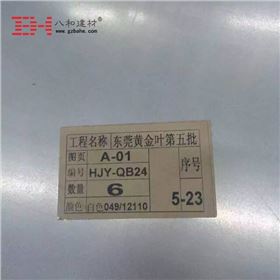 BH 八和建材
www.gzbahe.com
工程名称 东莞黄金叶第五批
图页 A-01 序号
编号 HJY-QB24
数量 6 5-23
颜色 白色049/12110